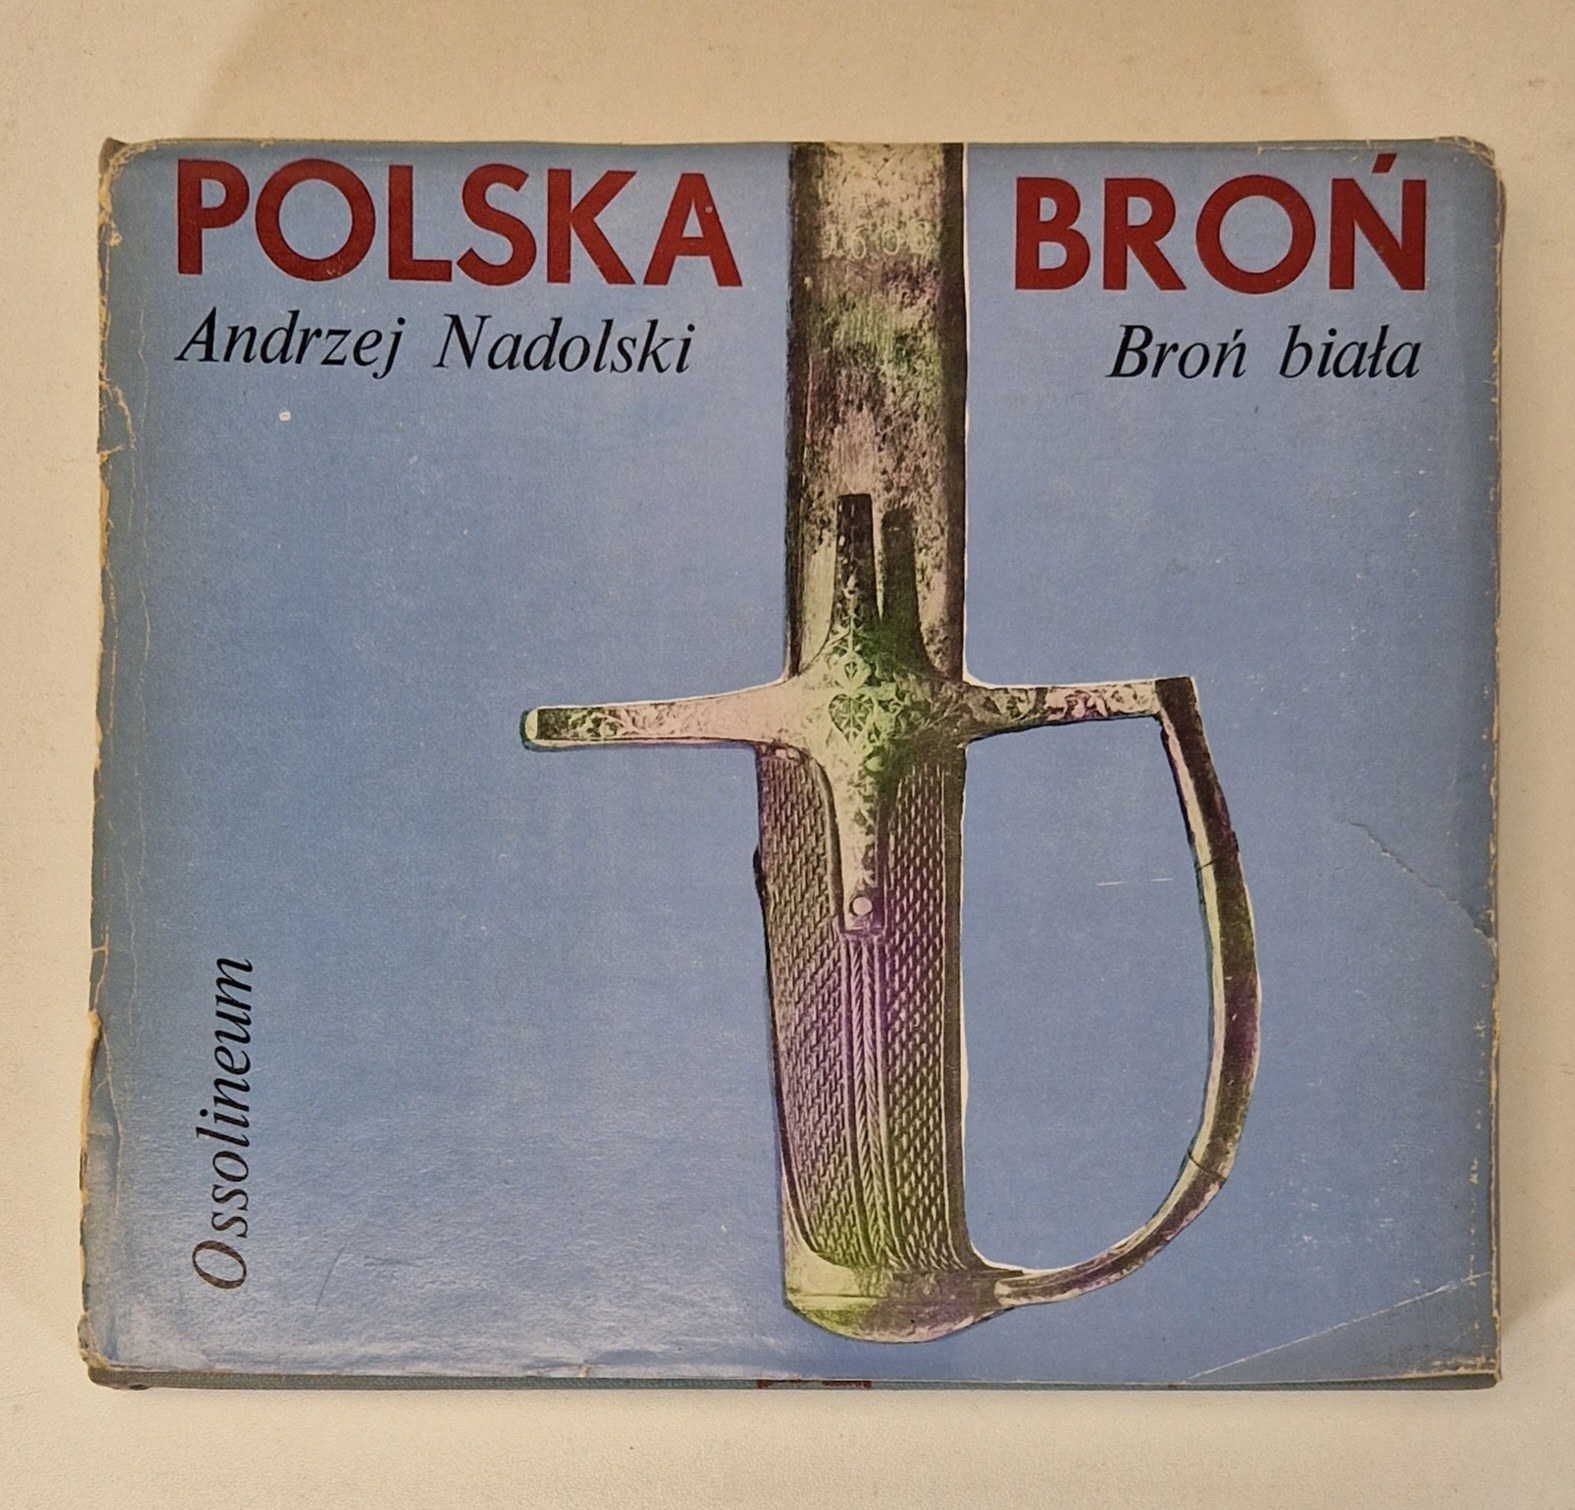 POLSKA BROŃ
Andrzej Nadolski
Broń biała
Ossolineum